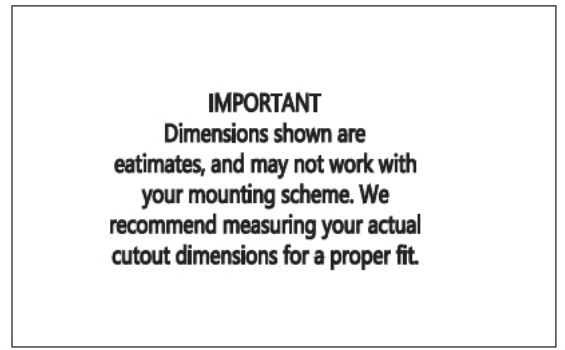 IMPORTANT
Dimensions shown are
eatimates, and may not work with
your mounting scheme. We
recommend measuring your actual
cutout dimensions for a proper fit.